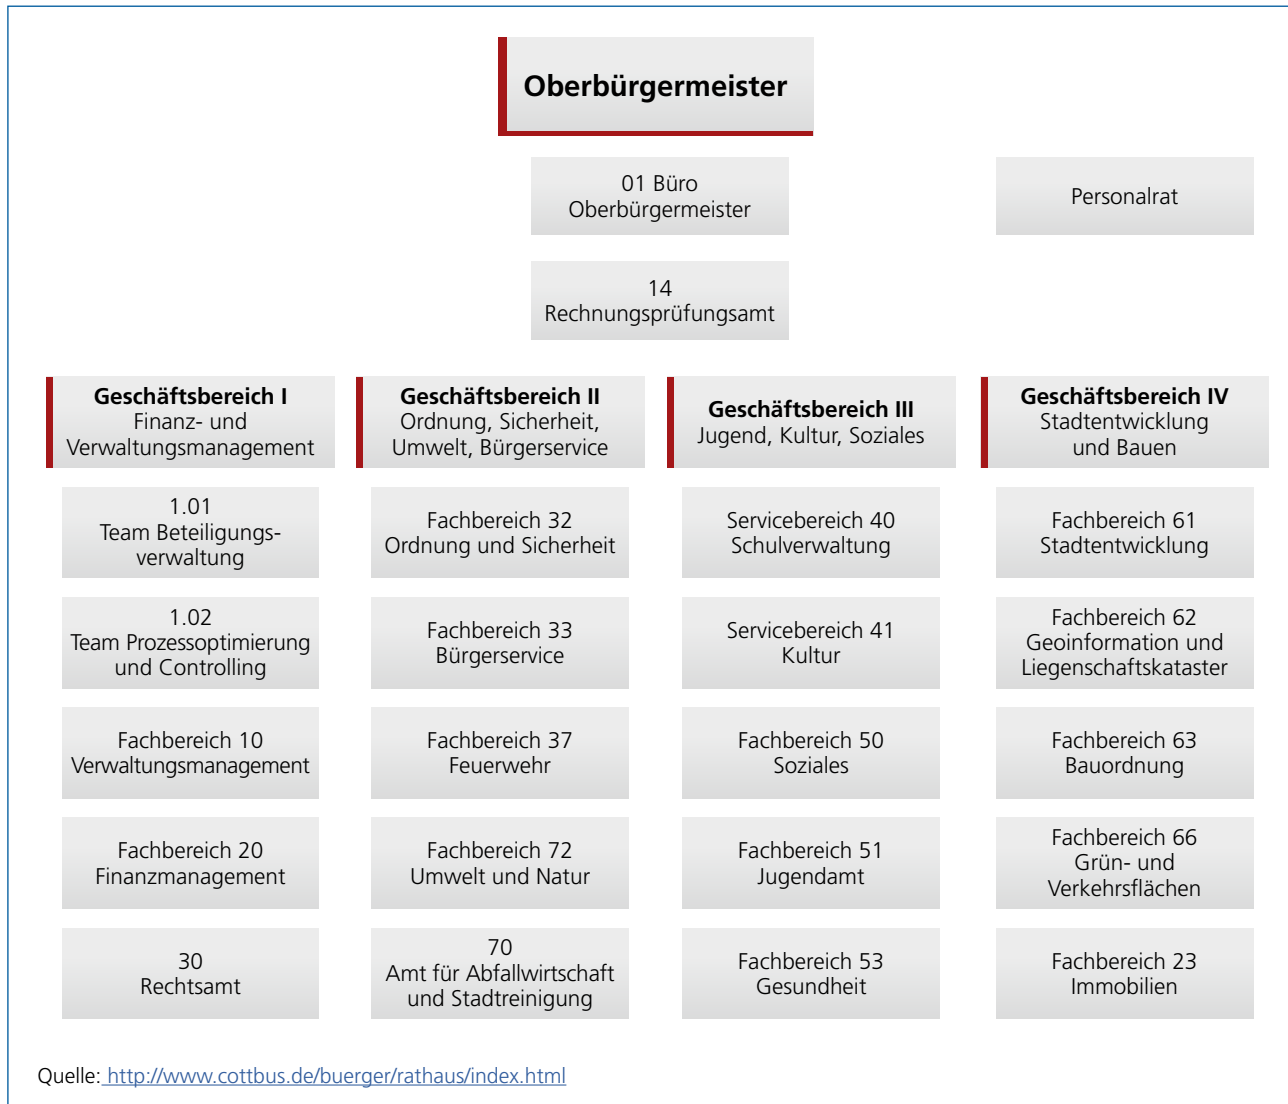 Oberbürgermeister
01 Büro
Oberbürgermeister
Personalrat
14
Rechnungsprüfungsamt
Geschäftsbereich I
Finanz- und
Verwaltungsmanagement
1.01
Team Beteiligungs-
verwaltung
1.02
Team Prozessoptimierung
und Controlling
Fachbereich 10
Verwaltungsmanagement
Fachbereich 20
Finanzmanagement
30
Rechtsamt
Geschäftsbereich II
Ordnung, Sicherheit,
Umwelt, Bürgerservice
Fachbereich 32
Ordnung und Sicherheit
Fachbereich 33
Bürgerservice
Fachbereich 37
Feuerwehr
Fachbereich 72
Umwelt und Natur
70
Amt für Abfallwirtschaft
und Stadtreinigung
Geschäftsbereich III
Jugend, Kultur, Soziales
Servicebereich 40
Schulverwaltung
Servicebereich 41
Kultur
Fachbereich 50
Soziales
Fachbereich 51
Jugendamt
Fachbereich 53
Gesundheit
Geschäftsbereich IV
Stadtentwicklung
und Bauen
Fachbereich 61
Stadtentwicklung
Fachbereich 62
Geoinformation und
Liegenschaftskataster
Fachbereich 63
Bauordnung
Fachbereich 66
Grün- und
Verkehrsflächen
Fachbereich 23
Immobilien
Quelle: http://www.cottbus.de/buerger/rathaus/index.html